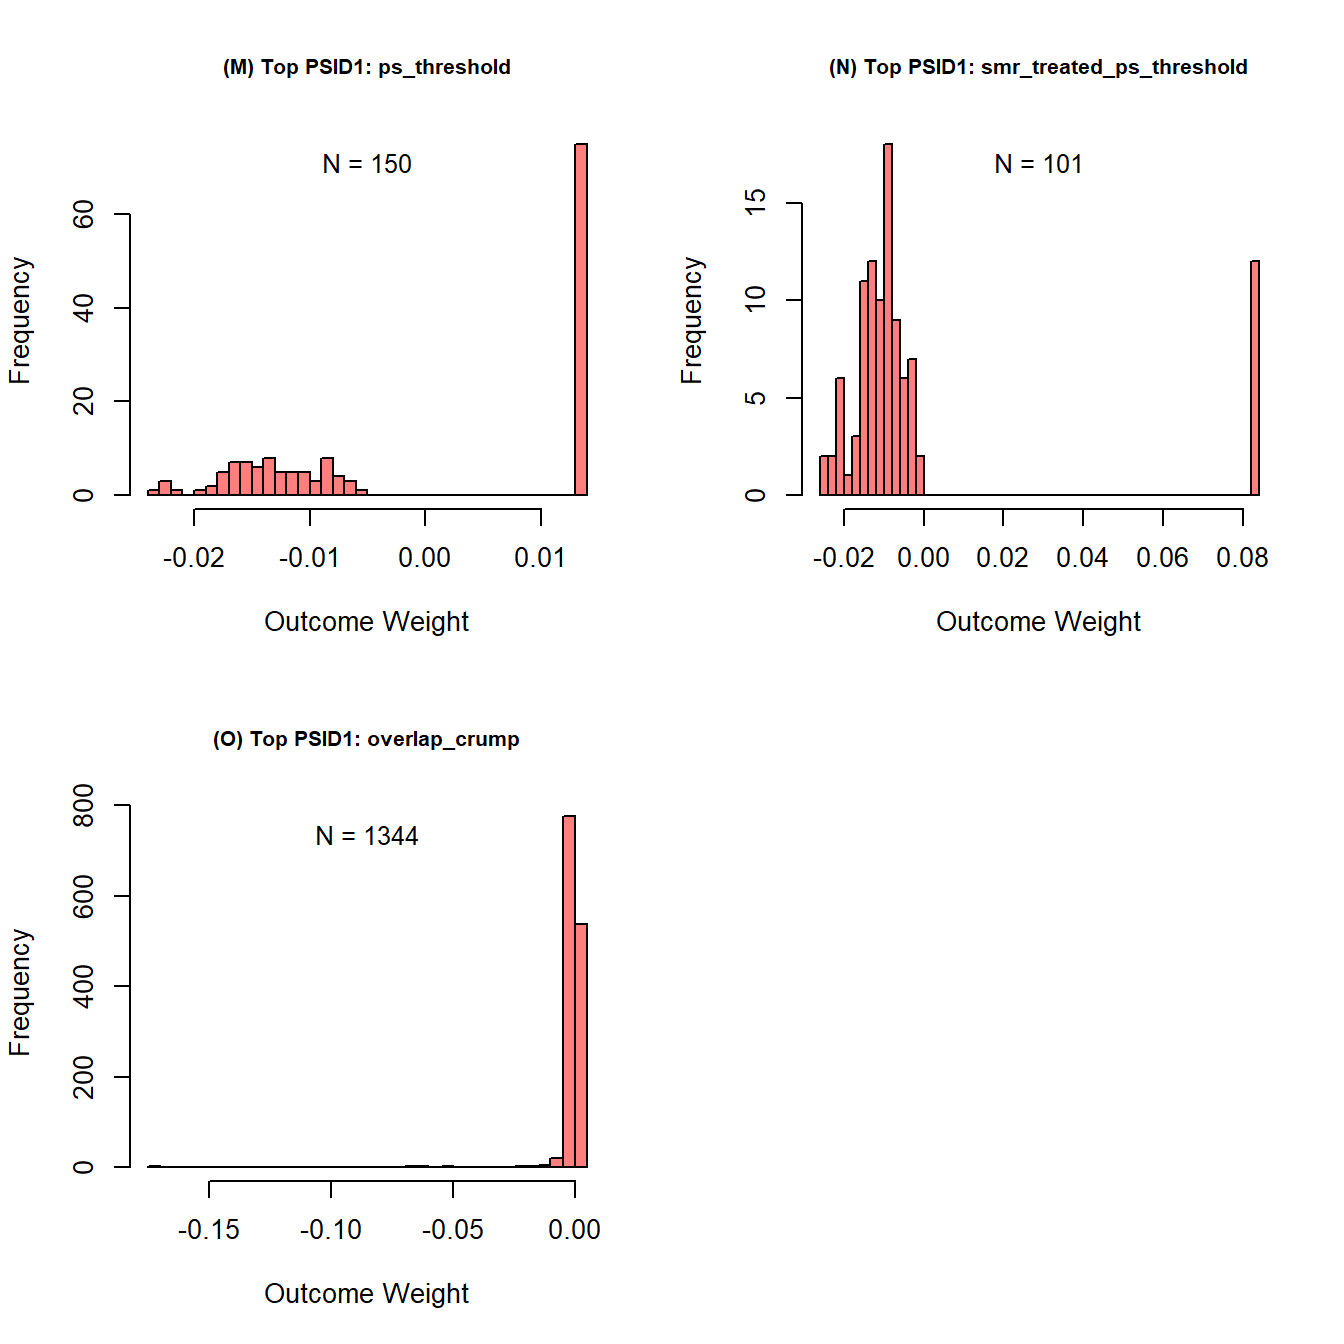 (M) Top PSID1: ps_threshold
N = 150
Frequency
0
20
40
60
-0.02
-0.01
0.00
0.01
Outcome Weight
(N) Top PSID1: smr_treated_ps_threshold
N = 101
Frequency
0
5
10
15
-0.02
0.00
0.02
0.04
0.06
0.08
Outcome Weight
(O) Top PSID1: overlap_crump
N = 1344
Frequency
0
200
400
600
800
-0.15
-0.10
-0.05
0.00
Outcome Weight